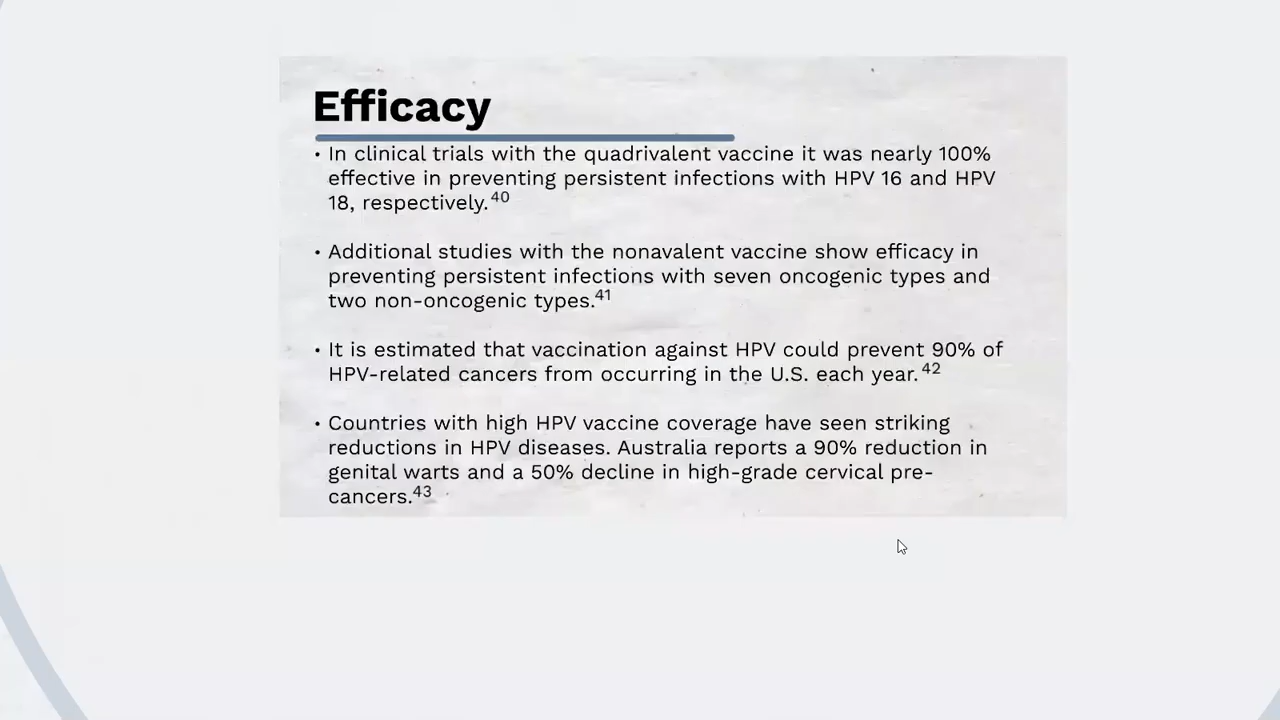 Efficacy
• In clinical trials with the quadrivalent vaccine it was nearly 100%
effective in preventing persistent infections with HPV 16 and HPV
18, respectively.40
• Additional studies with the nonavalent vaccine show efficacy in
preventing persistent infections with seven oncogenic types and
two non-oncogenic types.41
• It is estimated that vaccination against HPV could prevent 90% of
HPV-related cancers from occurring in the U.S. each year.42
• Countries with high HPV vaccine coverage have seen striking
reductions in HPV diseases. Australia reports a 90% reduction in
genital warts and a 50% decline in high-grade cervical pre-
cancers.43